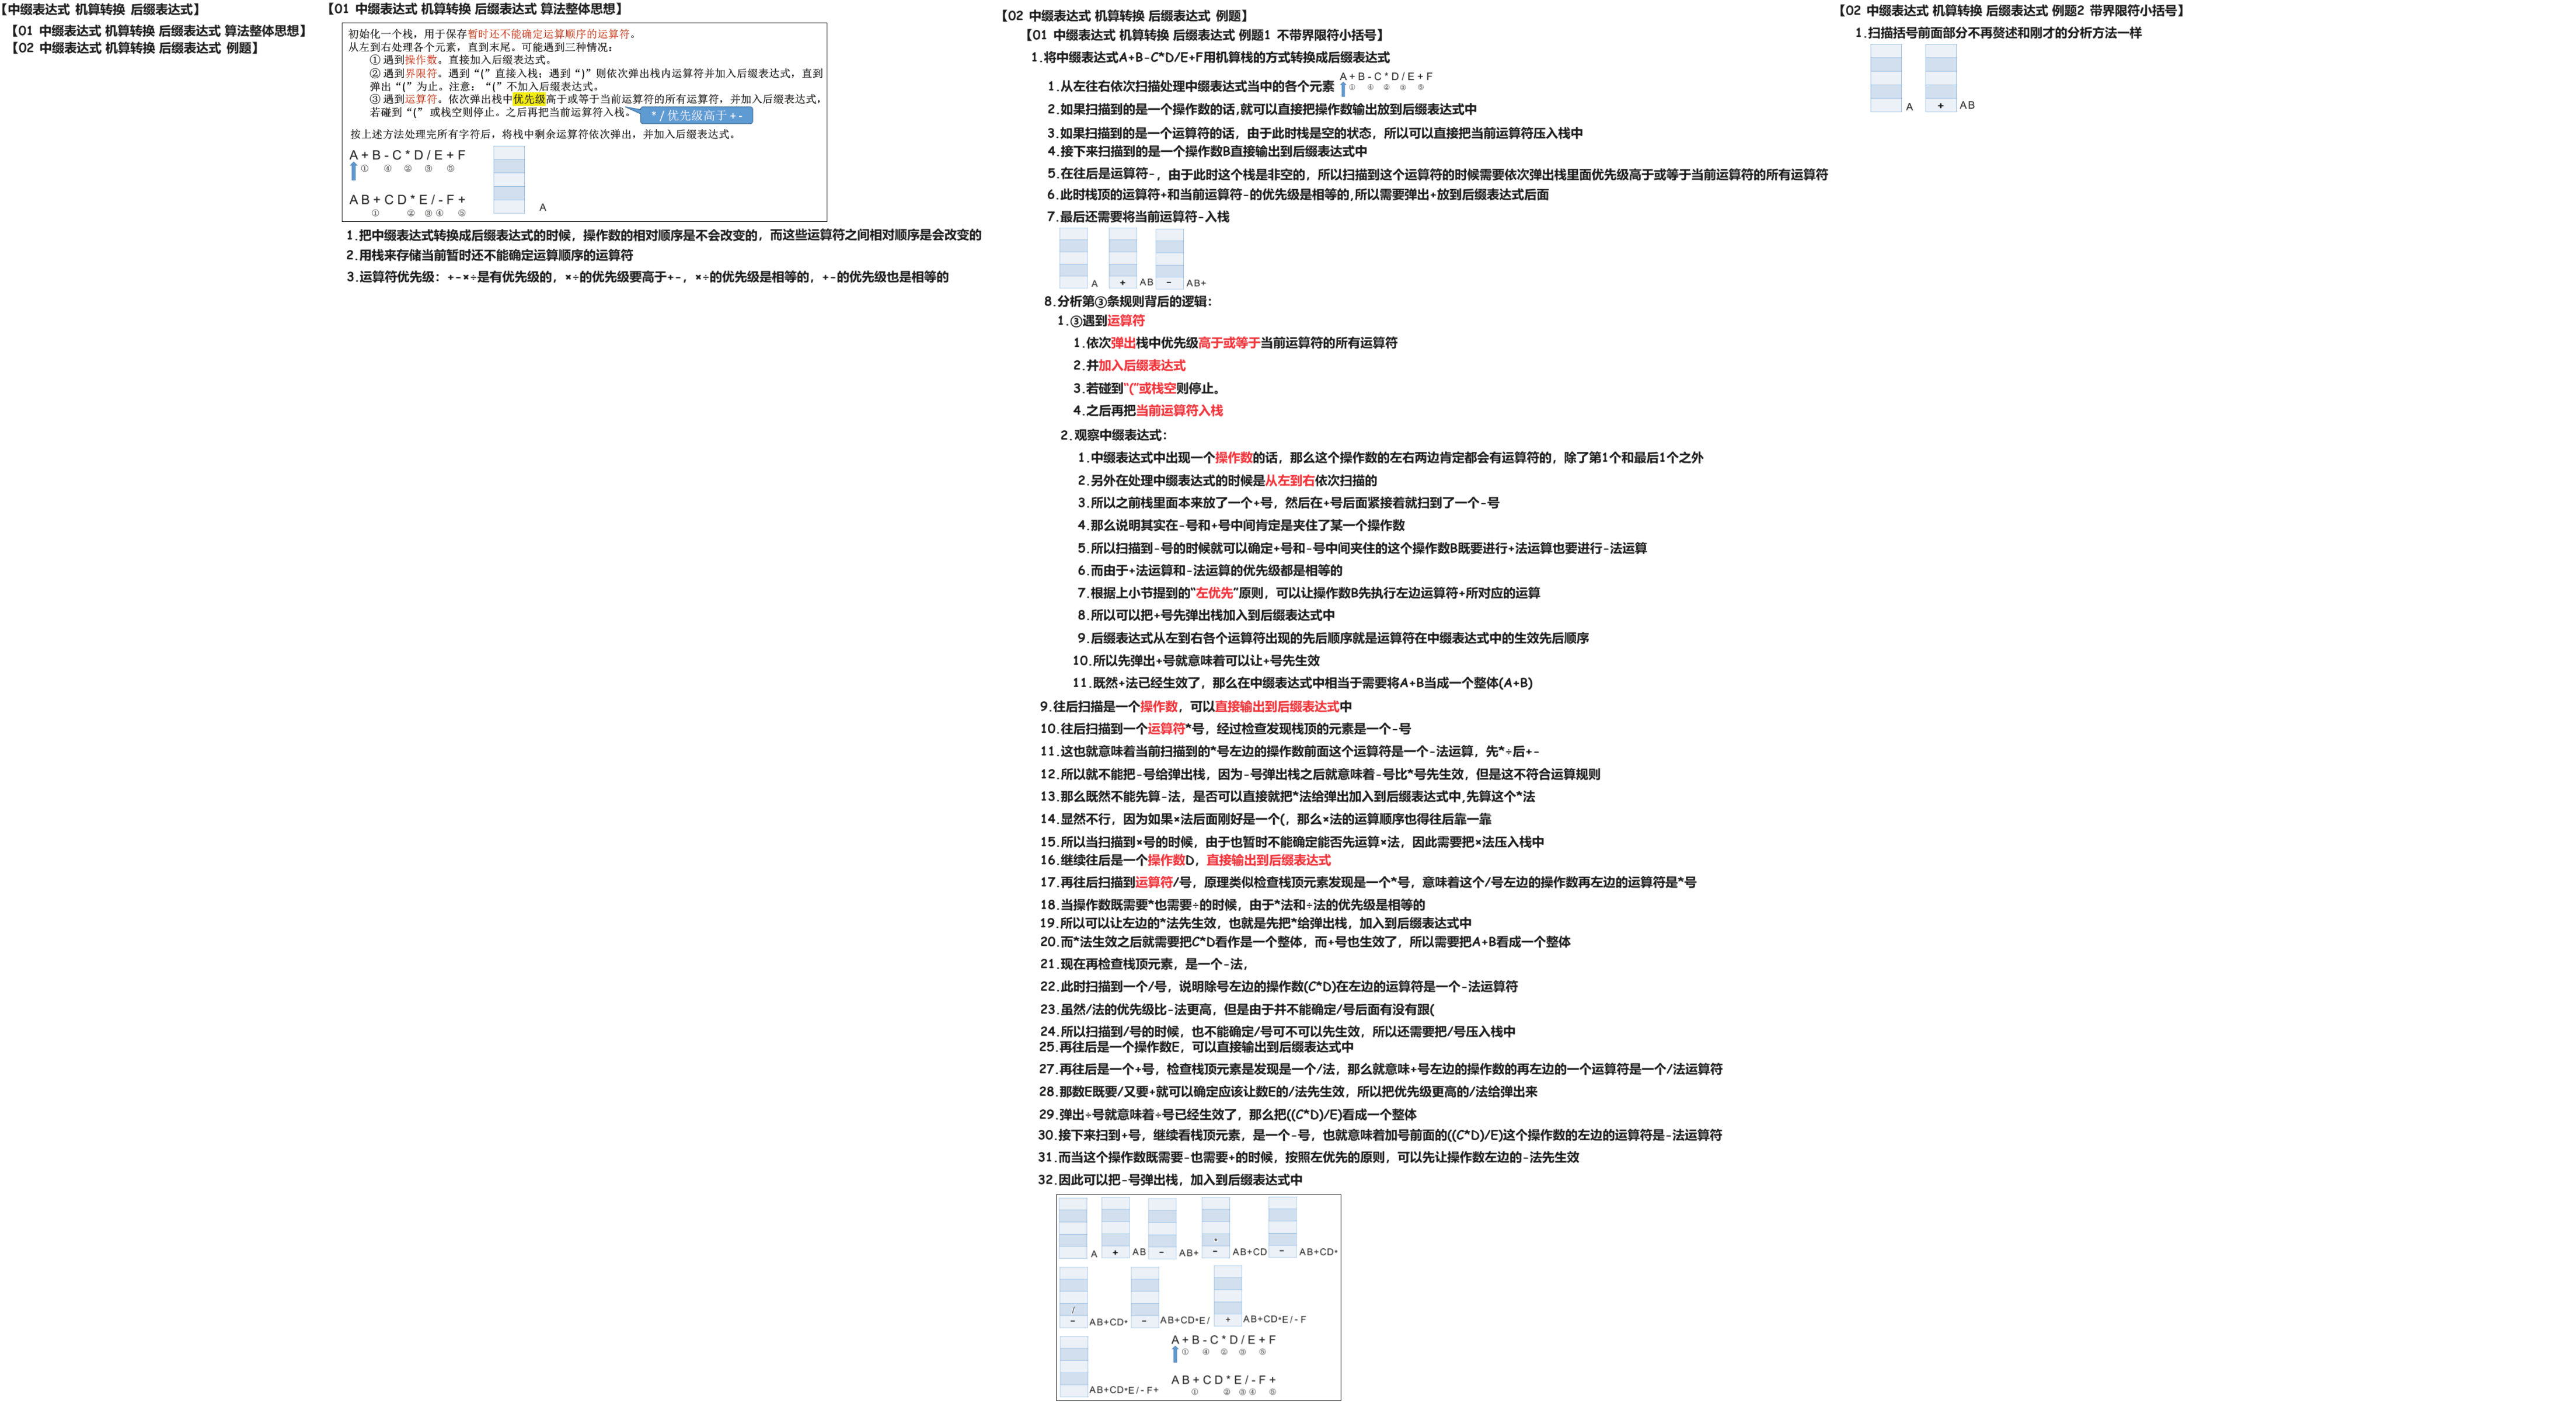 【中缀表达式 机算转换 后缀表达式】
【01 中缀表达式 机算转换 后缀表达式 算法整体思想】
【02 中缀表达式 机算转换 后缀表达式 例题】
【01 中缀表达式 机算转换 后缀表达式 算法整体思想】
初始化一个栈，用于保存暂时还不能确定运算顺序的运算符。
从左到右处理各个元素，直到末尾。可能遇到三种情况：
① 遇到操作数。直接加入后缀表达式。
② 遇到界限符。遇到“(”直接入栈；遇到“)”则依次弹出栈内运算符并加入后缀表达式，直到
弹出“(”为止。注意：“(”不加入后缀表达式。
③ 遇到运算符。依次弹出栈中优先级高于或等于当前运算符的所有运算符，并加入后缀表达式，
若碰到“(”或栈空则停止。之后再把当前运算符入栈。
* / 优先级高于 + -
按上述方法处理完所有字符后，将栈中剩余运算符依次弹出，并加入后缀表达式。
A + B - C * D / E + F
① ④ ② ③ ⑤
A B + C D * E / - F +
① ② ③ ④ ⑤
A
1.把中缀表达式转换成后缀表达式的时候，操作数的相对顺序是不会改变的，而这些运算符之间相对顺序是会改变的
2.用栈来存储当前暂时还不能确定运算顺序的运算符
3.运算符优先级：+-×÷是有优先级的，×÷的优先级要高于+-，×÷的优先级是相等的，+-的优先级也是相等的
【02 中缀表达式 机算转换 后缀表达式 例题】
【01 中缀表达式 机算转换 后缀表达式 例题1 不带界限符小括号】
1.将中缀表达式A+B-C*D/E+F用机算栈的方式转换成后缀表达式
1.从左往右依次扫描处理中缀表达式当中的各个元素
A + B - C * D / E + F
① ④ ② ③ ⑤
2.如果扫描到的是一个操作数的话,就可以直接把操作数输出放到后缀表达式中
3.如果扫描到的是一个运算符的话，由于此时栈是空的状态，所以可以直接把当前运算符压入栈中
4.接下来扫描到的是一个操作数B直接输出到后缀表达式中
5.在往后是运算符-，由于此时这个栈是非空的，所以扫描到这个运算符的时候需要依次弹出栈里面优先级高于或等于当前运算符的所有运算符
6.此时栈顶的运算符+和当前运算符-的优先级是相等的,所以需要弹出+放到后缀表达式后面
7.最后还需要将当前运算符-入栈
A + AB - AB+
8.分析第③条规则背后的逻辑：
1.③遇到运算符
1.依次弹出栈中优先级高于或等于当前运算符的所有运算符
2.并加入后缀表达式
3.若碰到“(”或栈空则停止。
4.之后再把当前运算符入栈
2.观察中缀表达式：
1.中缀表达式中出现一个操作数的话，那么这个操作数的左右两边肯定都会有运算符的，除了第1个和最后1个之外
2.另外在处理中缀表达式的时候是从左到右依次扫描的
3.所以之前栈里面本来放了一个+号，然后在+号后面紧接着就扫到了一个-号
4.那么说明其实在-号和+号中间肯定是夹住了某一个操作数
5.所以扫描到-号的时候就可以确定+号和-号中间夹住的这个操作数B既要进行+法运算也要进行-法运算
6.而由于+法运算和-法运算的优先级都是相等的
7.根据上小节提到的“左优先”原则，可以让操作数B先执行左边运算符+所对应的运算
8.所以可以把+号先弹出栈加入到后缀表达式中
9.后缀表达式从左到右各个运算符出现的先后顺序就是运算符在中缀表达式中的生效先后顺序
10.所以先弹出+号就意味着可以让+号先生效
11.既然+法已经生效了，那么在中缀表达式中相当于需要将A+B当成一个整体(A+B)
9.往后扫描是一个操作数，可以直接输出到后缀表达式中
10.往后扫描到一个运算符*号，经过检查发现栈顶的元素是一个-号
11.这也就意味着当前扫描到的*号左边的操作数前面这个运算符是一个-法运算，先*÷后+-
12.所以就不能把-号给弹出栈，因为-号弹出栈之后就意味着-号比*号先生效，但是这不符合运算规则
13.那么既然不能先算-法，是否可以直接就把*法给弹出加入到后缀表达式中,先算这个*法
14.显然不行，因为如果×法后面刚好是一个(，那么×法的运算顺序也得往后靠一靠
15.所以当扫描到×号的时候，由于也暂时不能确定能否先运算×法，因此需要把×法压入栈中
16.继续往后是一个操作数D，直接输出到后缀表达式
17.再往后扫描到运算符/号，原理类似检查栈顶元素发现是一个*号，意味着这个/号左边的操作数再左边的运算符是*号
18.当操作数既需要*也需要÷的时候，由于*法和÷法的优先级是相等的
19.所以可以让左边的*法先生效，也就是先把*给弹出栈，加入到后缀表达式中
20.而*法生效之后就需要把C*D看作是一个整体，而+号也生效了，所以需要把A+B看成一个整体
21.现在再检查栈顶元素，是一个-法，
22.此时扫描到一个/号，说明除号左边的操作数(C*D)在左边的运算符是一个-法运算符
23.虽然/法的优先级比-法更高，但是由于并不能确定/号后面有没有跟(
24.所以扫描到/号的时候，也不能确定/号可不可以先生效，所以还需要把/号压入栈中
25.再往后是一个操作数E，可以直接输出到后缀表达式中
27.再往后是一个+号，检查栈顶元素是发现是一个/法，那么就意味+号左边的操作数的再左边的一个运算符是一个/法运算符
28.那数E既要/又要+就可以确定应该让数E的/法先生效，所以把优先级更高的/法给弹出来
29.弹出÷号就意味着÷号已经生效了，那么把((C*D)/E)看成一个整体
30.接下来扫到+号，继续看栈顶元素，是一个-号，也就意味着加号前面的((C*D)/E)这个操作数的左边的运算符是-法运算符
31.而当这个操作数既需要-也需要+的时候，按照左优先的原则，可以先让操作数左边的-法先生效
32.因此可以把-号弹出栈，加入到后缀表达式中
*
A + AB - AB+ - AB+CD - AB+CD*
/
- AB+CD* - AB+CD*E/ + AB+CD*E/-F
A + B - C * D / E + F
① ④ ② ③ ⑤
A B + C D * E / - F +
① ② ③ ④ ⑤
AB+CD*E/-F+
【02 中缀表达式 机算转换 后缀表达式 例题2 带界限符小括号】
1.扫描括号前面部分不再赘述和刚才的分析方法一样
A + AB